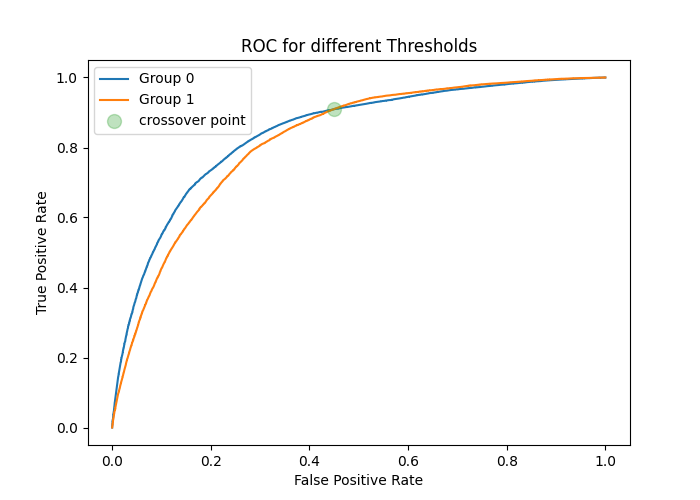 ROC for different Thresholds
Group 0
Group 1
crossover point
True Positive Rate
1.0
0.8
0.6
0.4
0.2
0.0
0.0 0.2 0.4 0.6 0.8 1.0
False Positive Rate